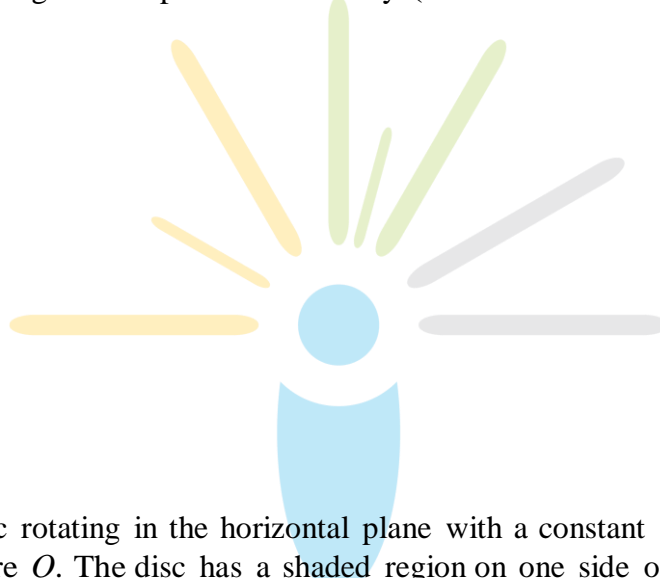 c rotating in the horizontal plane with a constant
re O. The disc has a shaded region on one side o